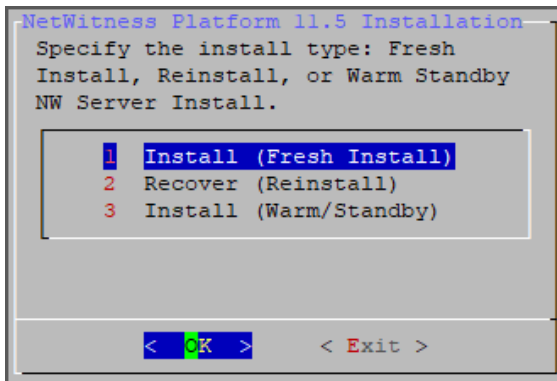 NetWitness Platform 11.5 Installation
Specify the install type: Fresh
Install, Reinstall, or Warm Standby
NW Server Install.
1 Install (Fresh Install)
2 Recover (Reinstall)
3 Install (Warm/Standby)
< OK > < Exit >